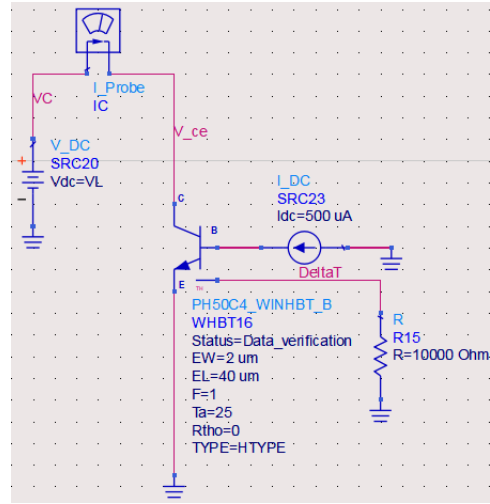 I_Probe
IC
VC
V_ce
V_DC
SRC20
Vdc=VL
+
-
I_DC
SRC23
Idc=500 uA
C
B
E
TH
DeltaT
PH50C4_WINHBT_B
WHBT16
Status=Data_verification
EW=2 um
EL=40 um
F=1
Ta=25
Rtho=0
TYPE=HTYPE
R
R15
R=10000 Ohm